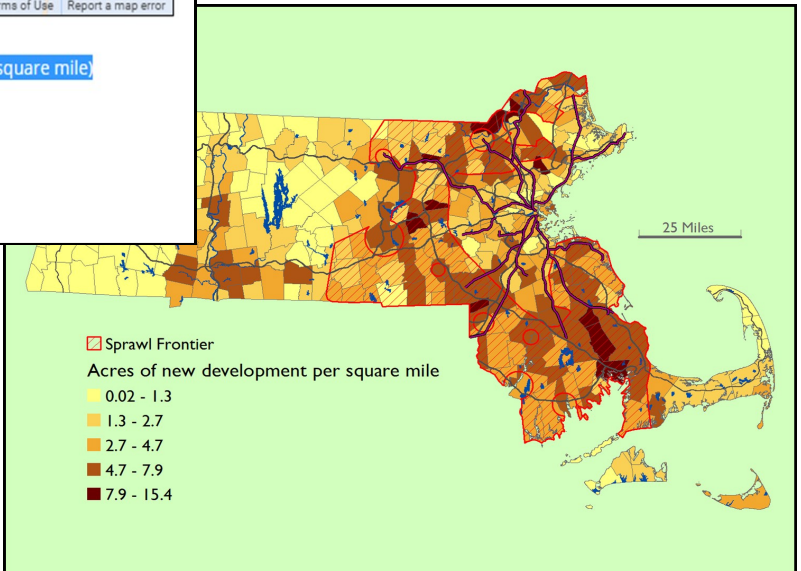 Terms of Use Report a map error
square mile)
25 Miles
Sprawl Frontier
Acres of new development per square mile
0.02 - 1.3
1.3 - 2.7
2.7 - 4.7
4.7 - 7.9
7.9 - 15.4